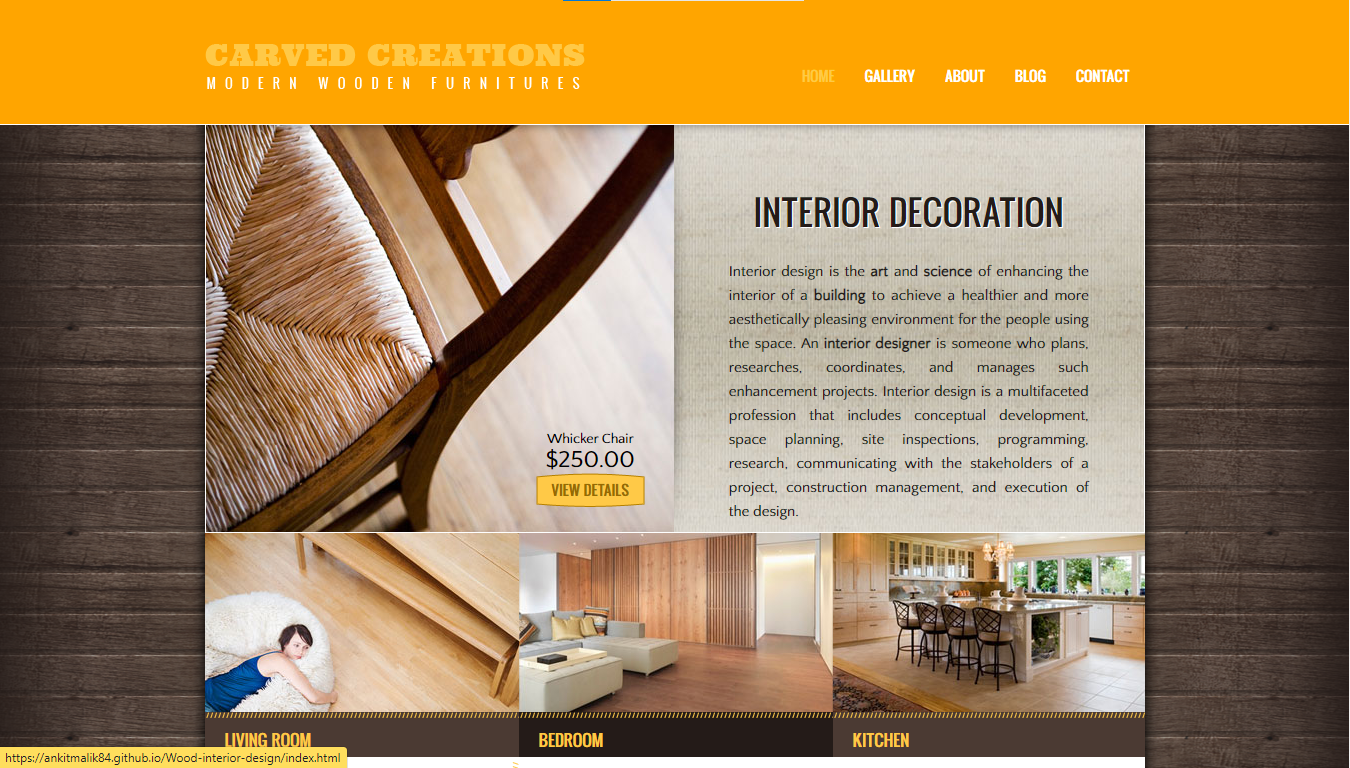 CARVED CREATIONS
MODERN WOODEN FURNITURES
HOME GALLERY ABOUT BLOG CONTACT
INTERIOR DECORATION
Interior design is the art and science of enhancing the
interior of a building to achieve a healthier and more
aesthetically pleasing environment for the people using
the space. An interior designer is someone who plans,
researches, coordinates, and manages such
enhancement projects. Interior design is a multifaceted
profession that includes conceptual development,
space planning, site inspections, programming,
research, communicating with the stakeholders of a
project, construction management, and execution of
the design.
Whicker Chair
$250.00
VIEW DETAILS
LIVING ROOM
BEDROOM
KITCHEN
https://ankitmalik84.github.io/Wood-interior-design/index.html